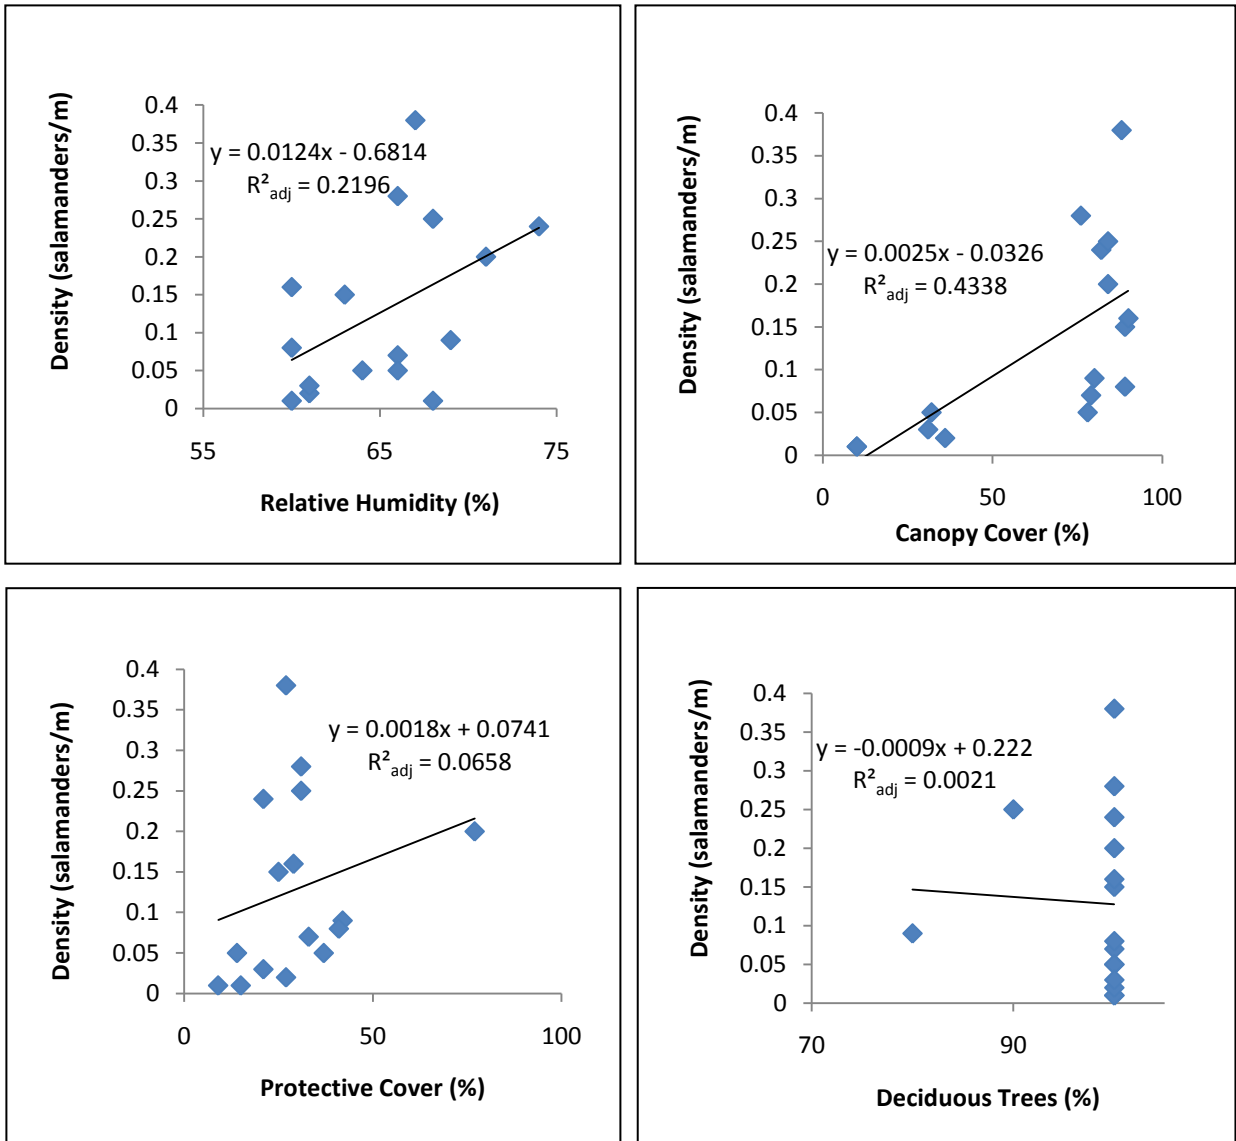 Density (salamanders/m)
0.4
0.35
0.3
0.25
0.2
0.15
0.1
0.05
0
y = 0.0124x - 0.6814
R²adj = 0.2196
55 65 75
Relative Humidity (%)
Density (salamanders/m)
0.4
0.35
0.3
0.25
0.2
0.15
0.1
0.05
0
y = 0.0025x - 0.0326
R²adj = 0.4338
0 50 100
Canopy Cover (%)
Density (salamanders/m)
0.4
0.35
0.3
0.25
0.2
0.15
0.1
0.05
0
y = 0.0018x + 0.0741
R²adj = 0.0658
0 50 100
Protective Cover (%)
Density (salamanders/m)
0.4
0.35
0.3
0.25
0.2
0.15
0.1
0.05
0
y = -0.0009x + 0.222
R²adj = 0.0021
70 90
Deciduous Trees (%)